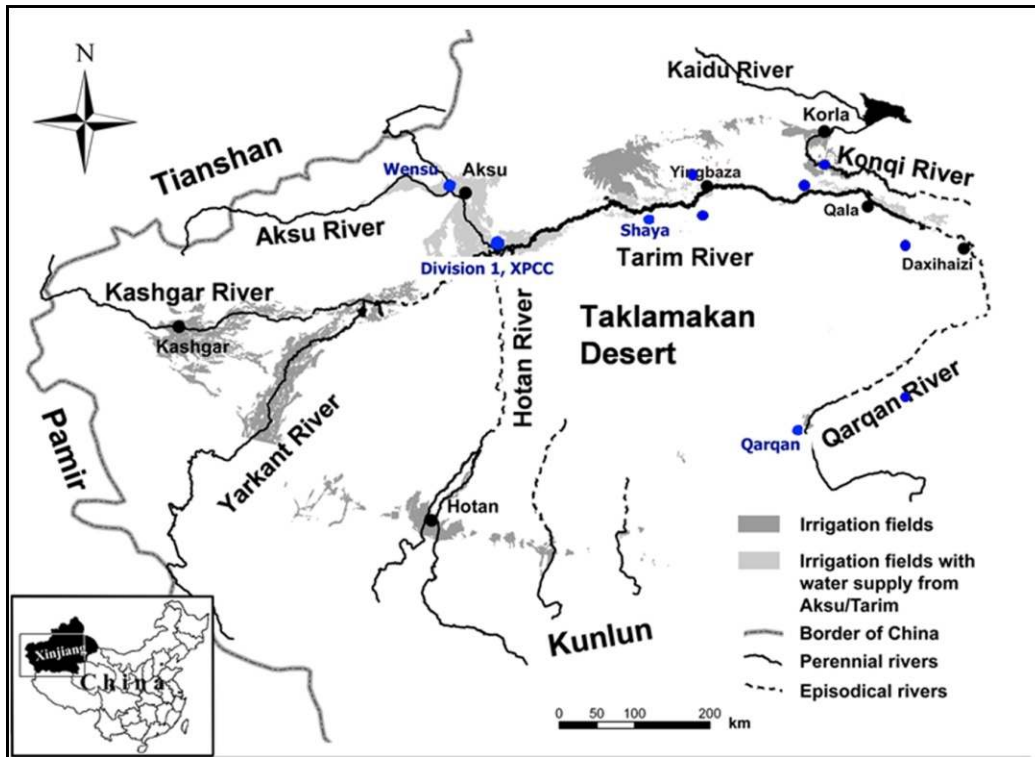 N
Kaidu River
Korla
Tianshan
Wensu
Aksu
Konqi River
Yingbaza
Aksu River
Shaya
Qala
Division 1, XPCC
Tarim River
Daxihaizi
Kashgar River
Kashgar
Hotan River
Taklamakan
Desert
Pamir
Yarkant River
Qarqan River
Qarqan
Hotan
Kunlun
Irrigation fields
Irrigation fields with
water supply from
Aksu/Tarim
Border of China
Perennial rivers
Episodical rivers
Xinjiang
China
0 50 100 200
km